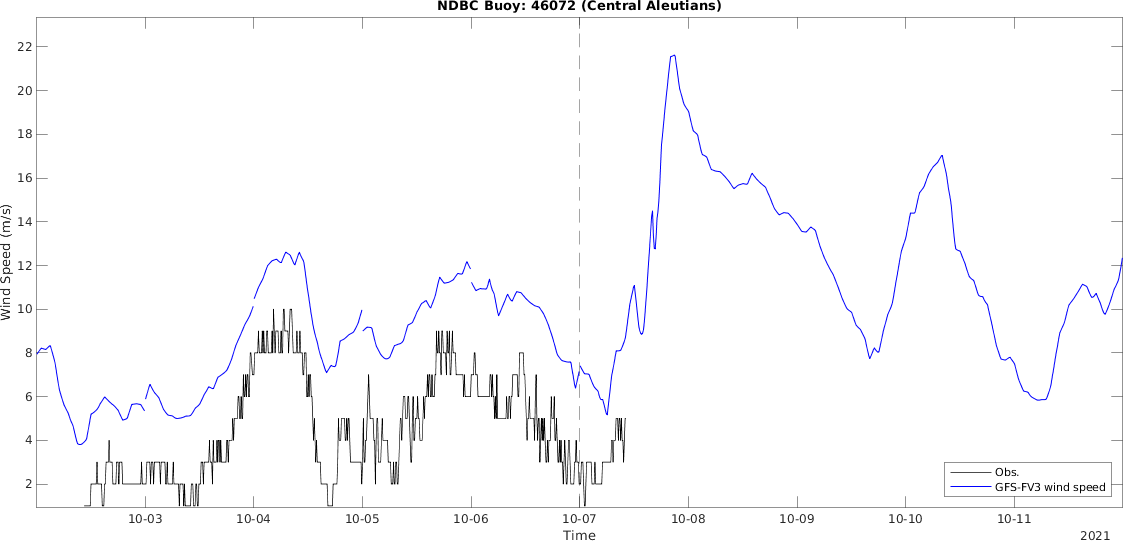 NDBC Buoy: 46072 (Central Aleutians)
22
20
18
16
14
12
10
8
6
4
2
Wind Speed (m/s)
Obs.
GFS-FV3 wind speed
10-03 10-04 10-05 10-06 10-07 10-08 10-09 10-10 10-11
Time
2021